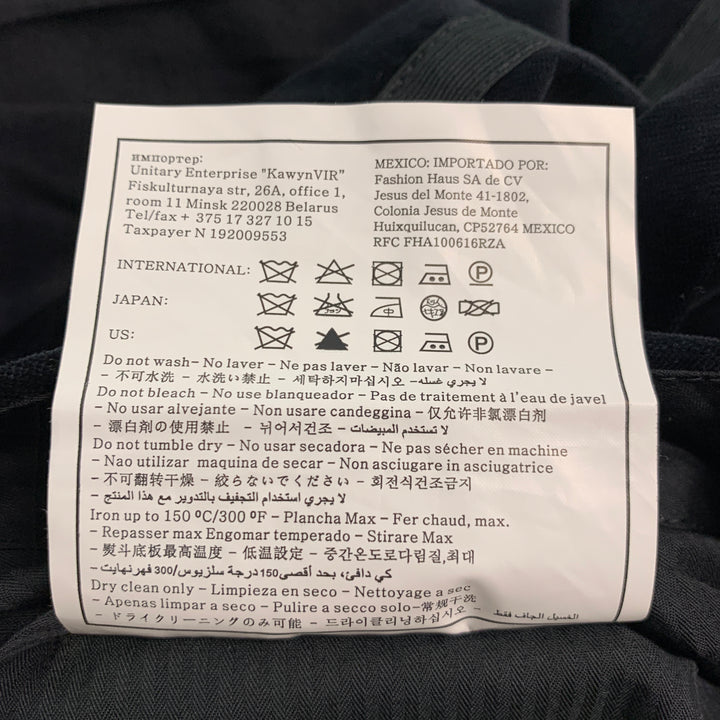 импортер:
Unitary Enterprise "KawynVIR"
Fiskulturnaya str, 26A, office 1,
room 11 Minsk 220028 Belarus
Tel/fax + 375 17 327 10 15
Taxpayer N 192009553
MEXICO: IMPORTADO POR:
Fashion Haus SA de CV
Jesus del Monte 41-1802,
Colonia Jesus de Monte
Huixquilucan, CP52764 MEXICO
RFC FHA100616RZA
INTERNATIONAL: P
JAPAN:
US: P
Do not wash – No laver – Ne pas laver – Não lavar – Non lavare –
- 不可水洗 - 水洗い禁止 - 세탁하지마십시오 - لا يجري غسله-
Do not bleach – No use blanqueador – Pas de traitement à l'eau de javel
- No usar alvejante - Non usare candeggina - 仅允许非氯漂白剂
- 漂白剤の使用禁止 - 뉘어서건조 - لا تستخدم المبيضات -
Do not tumble dry – No usar secadora – Ne pas sécher en machine
- Nao utilizar maquina de secar - Non asciugare in asciugatrice
- 不可翻转干燥 - 絞らないでください - 회전식건조금지
- لا يجري استخدام التجفيف بالتدوير مع هذا المنتج
Iron up to 150 ºC/300 ºF – Plancha Max – Fer chaud, max.
- Repasser max Engomar temperado - Stirare Max
- 熨斗底板最高温度 - 低温設定 - 중간온도로다림질,최대
- كي دافئ، بحد أقصى 150 درجة سلزيوس/300 فهرنهايت
Dry clean only – Limpieza en seco – Nettoyage a sec
- Apenas limpar a seco - Pulire a secco solo - 常规干洗
- ドライクリーニングのみ可能 - 드라이클리닝하십시오 - الغسيل الجاف فقط -